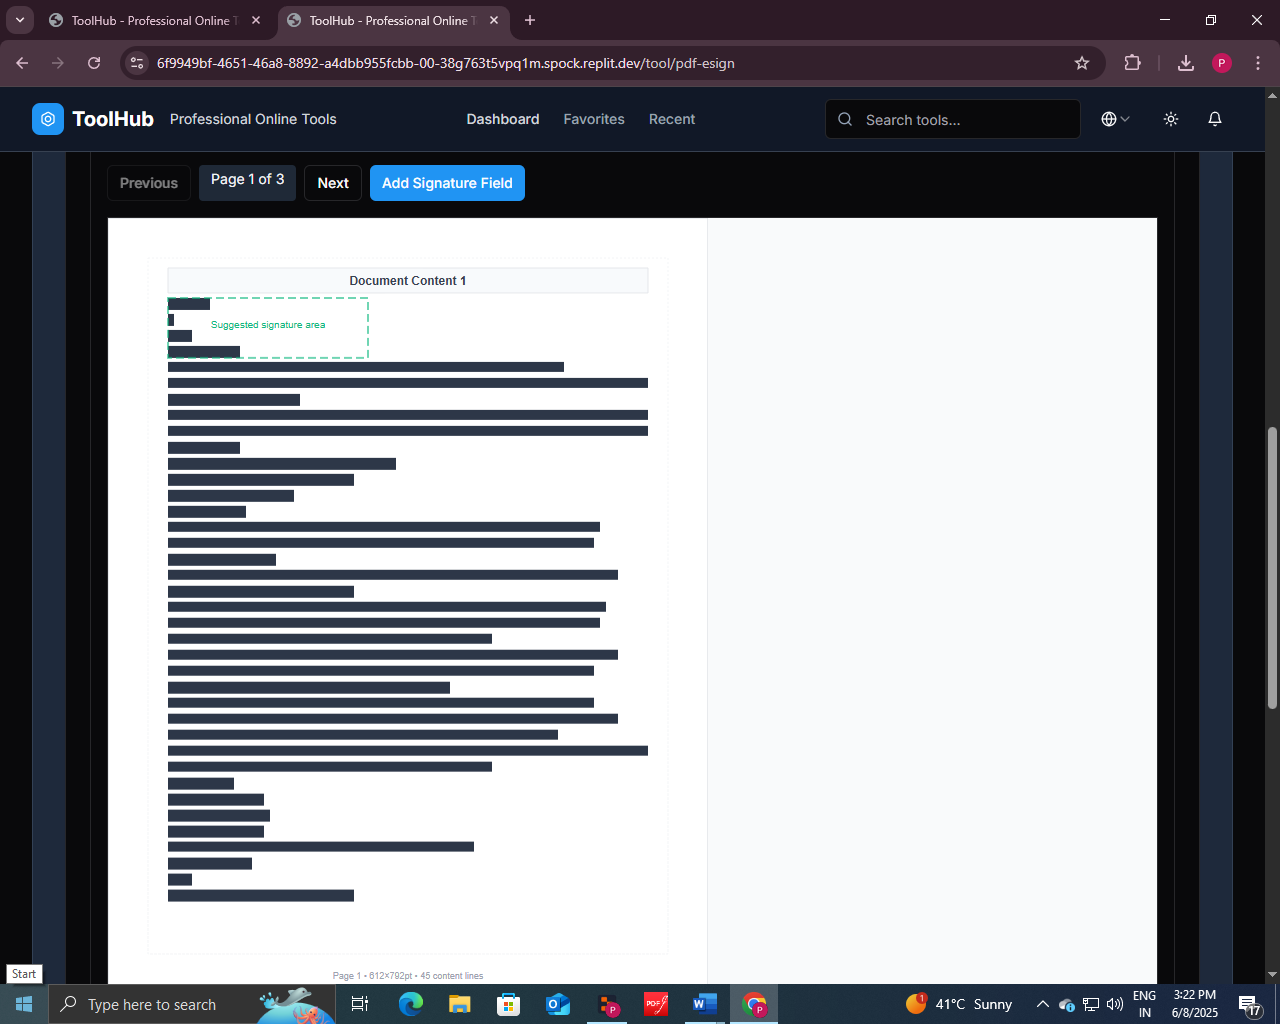 ToolHub - Professional Online T
ToolHub - Professional Online T
6f9949bf-4651-46a8-8892-a4dbb955fcbb-00-38g763t5vpq1m.spock.replit.dev/tool/pdf-esign
P
ToolHub
Professional Online Tools
Dashboard
Favorites
Recent
Search tools...
Previous
Page 1 of 3
Next
Add Signature Field
Document Content 1
Suggested signature area
Page 1 • 612×792pt • 45 content lines
Start
Type here to search
P
PDF
W
P
1
41°C Sunny
ENG
IN
3:22 PM
6/8/2025
17